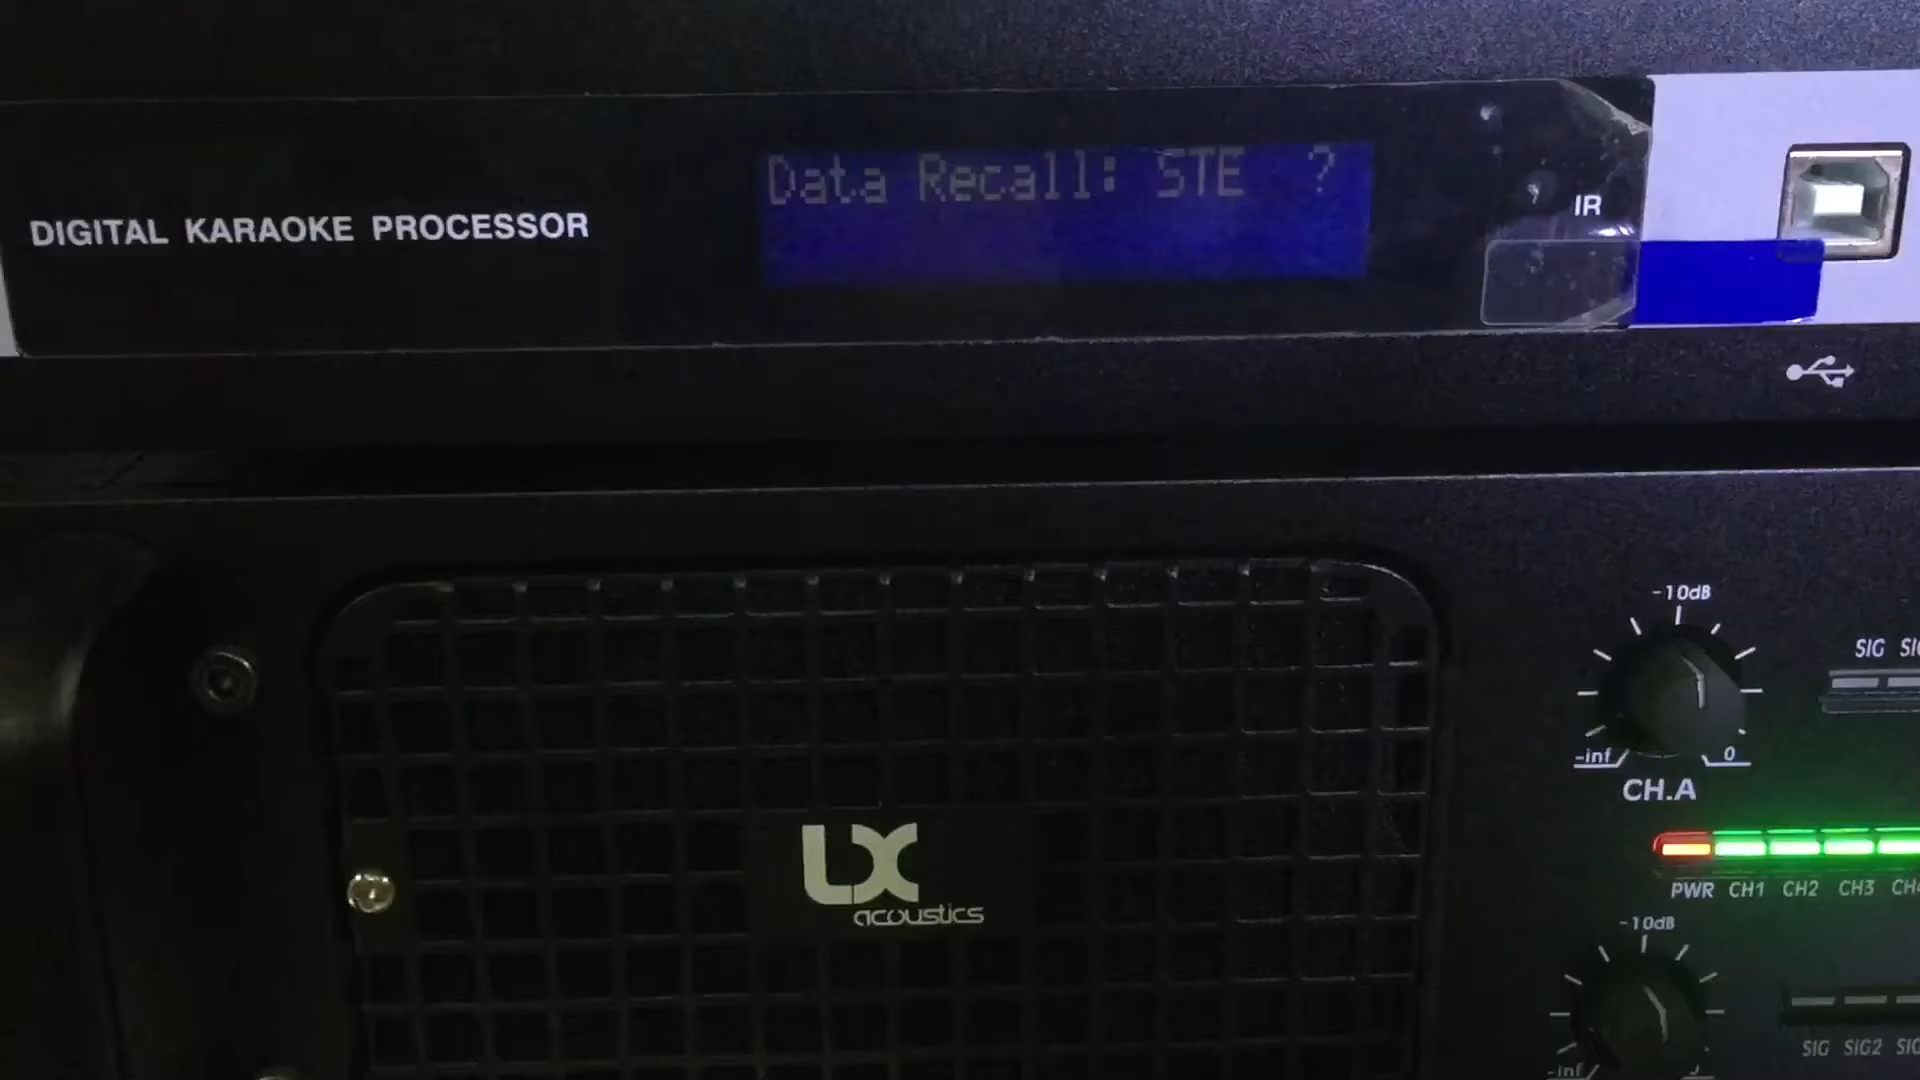 Data Recall: STE ?
DIGITAL KARAOKE PROCESSOR
IR
-10dB
SIG
-inf
0
CH.A
LX
acoustics
PWR CH1 CH2 CH3
-10dB
SIG SIG2
-inf